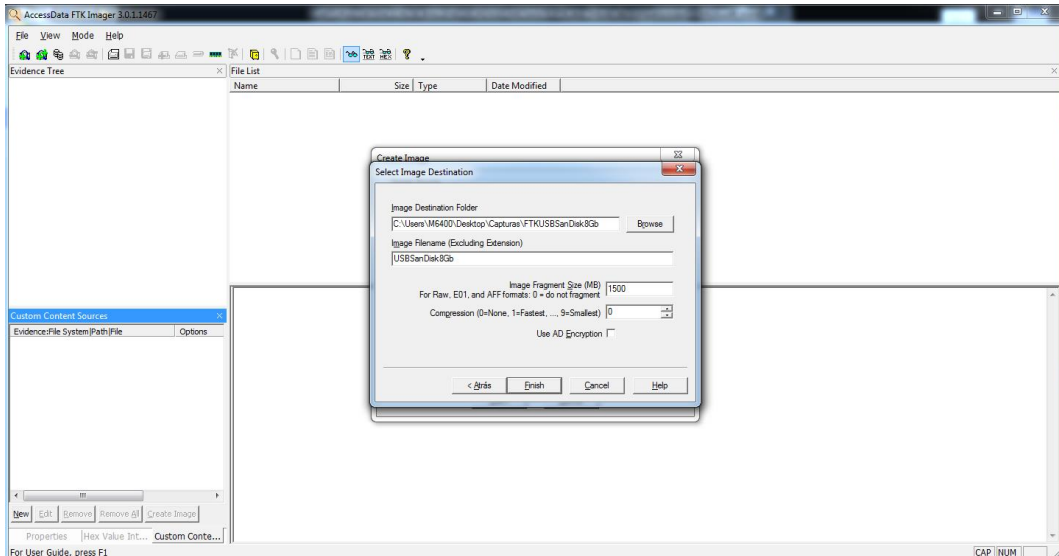 AccessData FTK Imager 3.0.1.1467
File View Mode Help
Evidence Tree
File List
Name Size Type Date Modified
Create Image
Select Image Destination
Image Destination Folder
C:\Users\M6400\Desktop\Capturas\FTKUSBSanDisk8Gb Browse
Image Filename (Excluding Extension)
USBSanDisk8Gb
Image Fragment Size (MB)
For Raw, E01, and AFF formats: 0 = do not fragment 1500
Compression (0=None, 1=Fastest, ..., 9=Smallest) 0
Use AD Encryption
< Atrás Finish Cancel Help
Custom Content Sources
Evidence:File System|Path|File Options
New Edit Remove Remove All Create Image
Properties Hex Value Int... Custom Conte...
For User Guide, press F1 CAP NUM